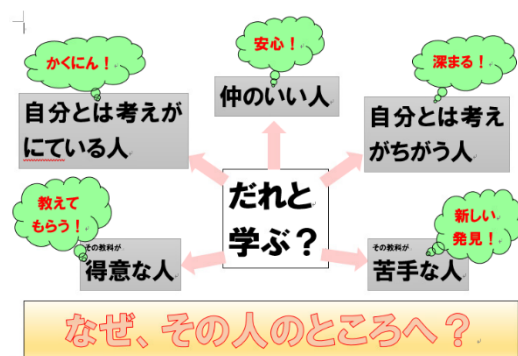 安心！
かくにん！
深まる！
仲のいい人
自分とは考えが
にている人
自分とは考え
がちがう人
だれと
学ぶ？
教えて
もらう！
新しい
発見！
その教科が
得意な人
その教科が
苦手な人
なぜ、その人のところへ？